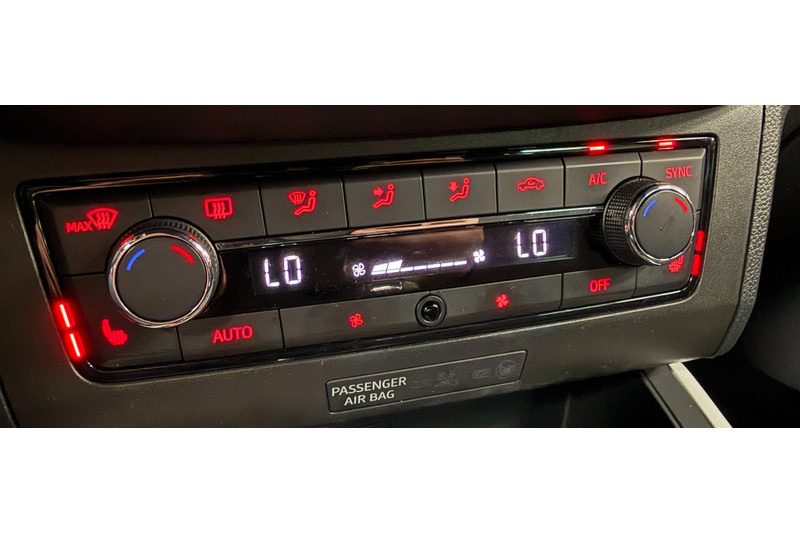 MAX
A/C
SYNC
LO
LO
AUTO
OFF
PASSENGER
AIR BAG